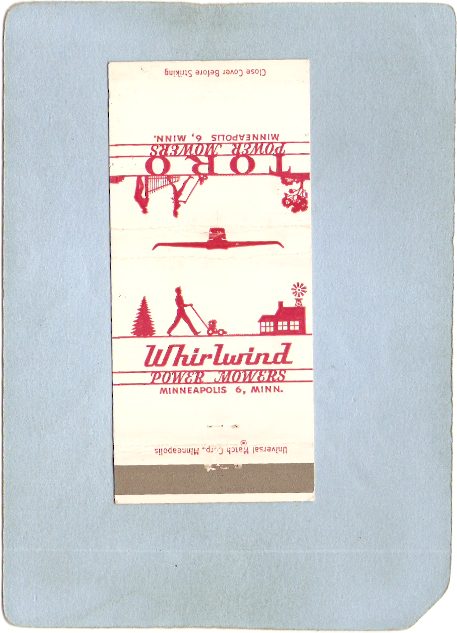 Close Cover Before Striking
TORO
POWER MOWERS
MINNEAPOLIS 6, MINN.
Whirlwind
POWER MOWERS
MINNEAPOLIS 6, MINN.
Universal Match Corp., Minneapolis